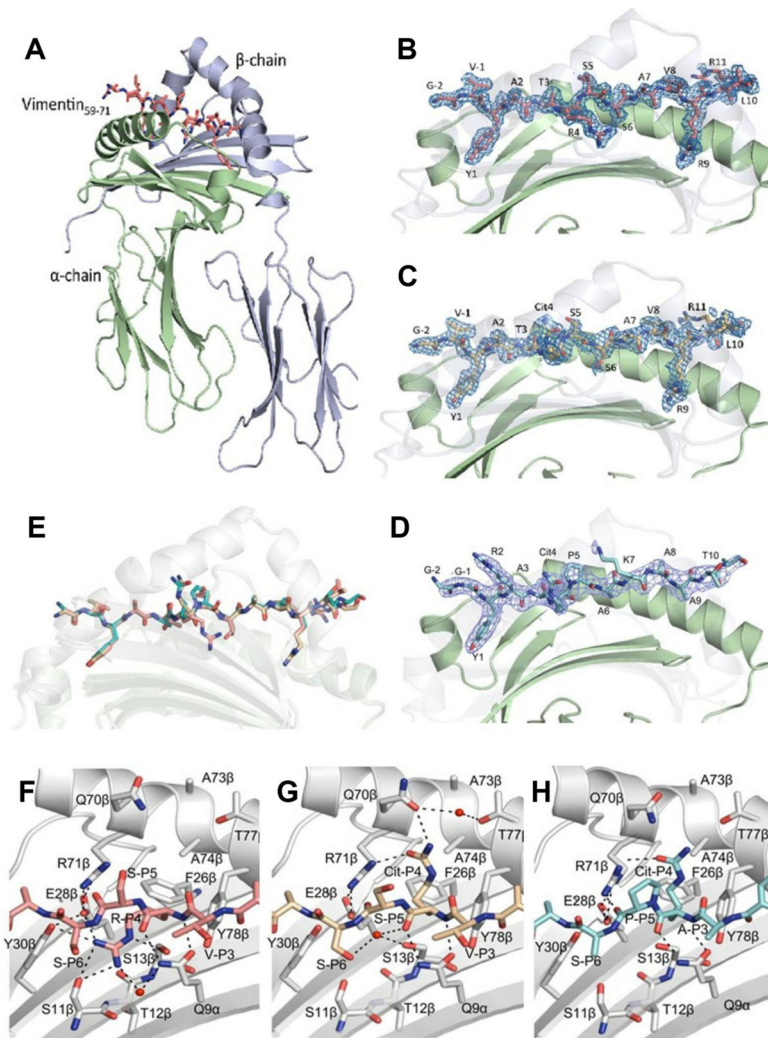 A
β-chain
Vimentin59-71
α-chain
B
V-1
G-2
A2
T3
S5
A7
V8
R11
L10
R4
S6
Y1
R9
C
Cit4
V-1
G-2
A2
T3
S5
A7
V8
R11
L10
S6
Y1
R9
E
D
R2
Cit4
P5
K7
A8
T10
G-2
G-1
A3
A6
A9
Y1
F
A73β
Q70β
T77β
R71β
S-P5
A74β
E28β
F26β
R-P4
Y30β
Y78β
S-P6
S13β
V-P3
S11β
T12β
Q9α
G
A73β
Q70β
T77β
R71β
A74β
Cit-P4
E28β
F26β
S-P5
Y30β
Y78β
S-P6
S13β
V-P3
S11β
T12β
Q9α
H
A73β
Q70β
T77β
R71β
A74β
Cit-P4
E28β
F26β
P-P5
A-P3
Y30β
Y78β
S-P6
S13β
S11β
T12β
Q9α